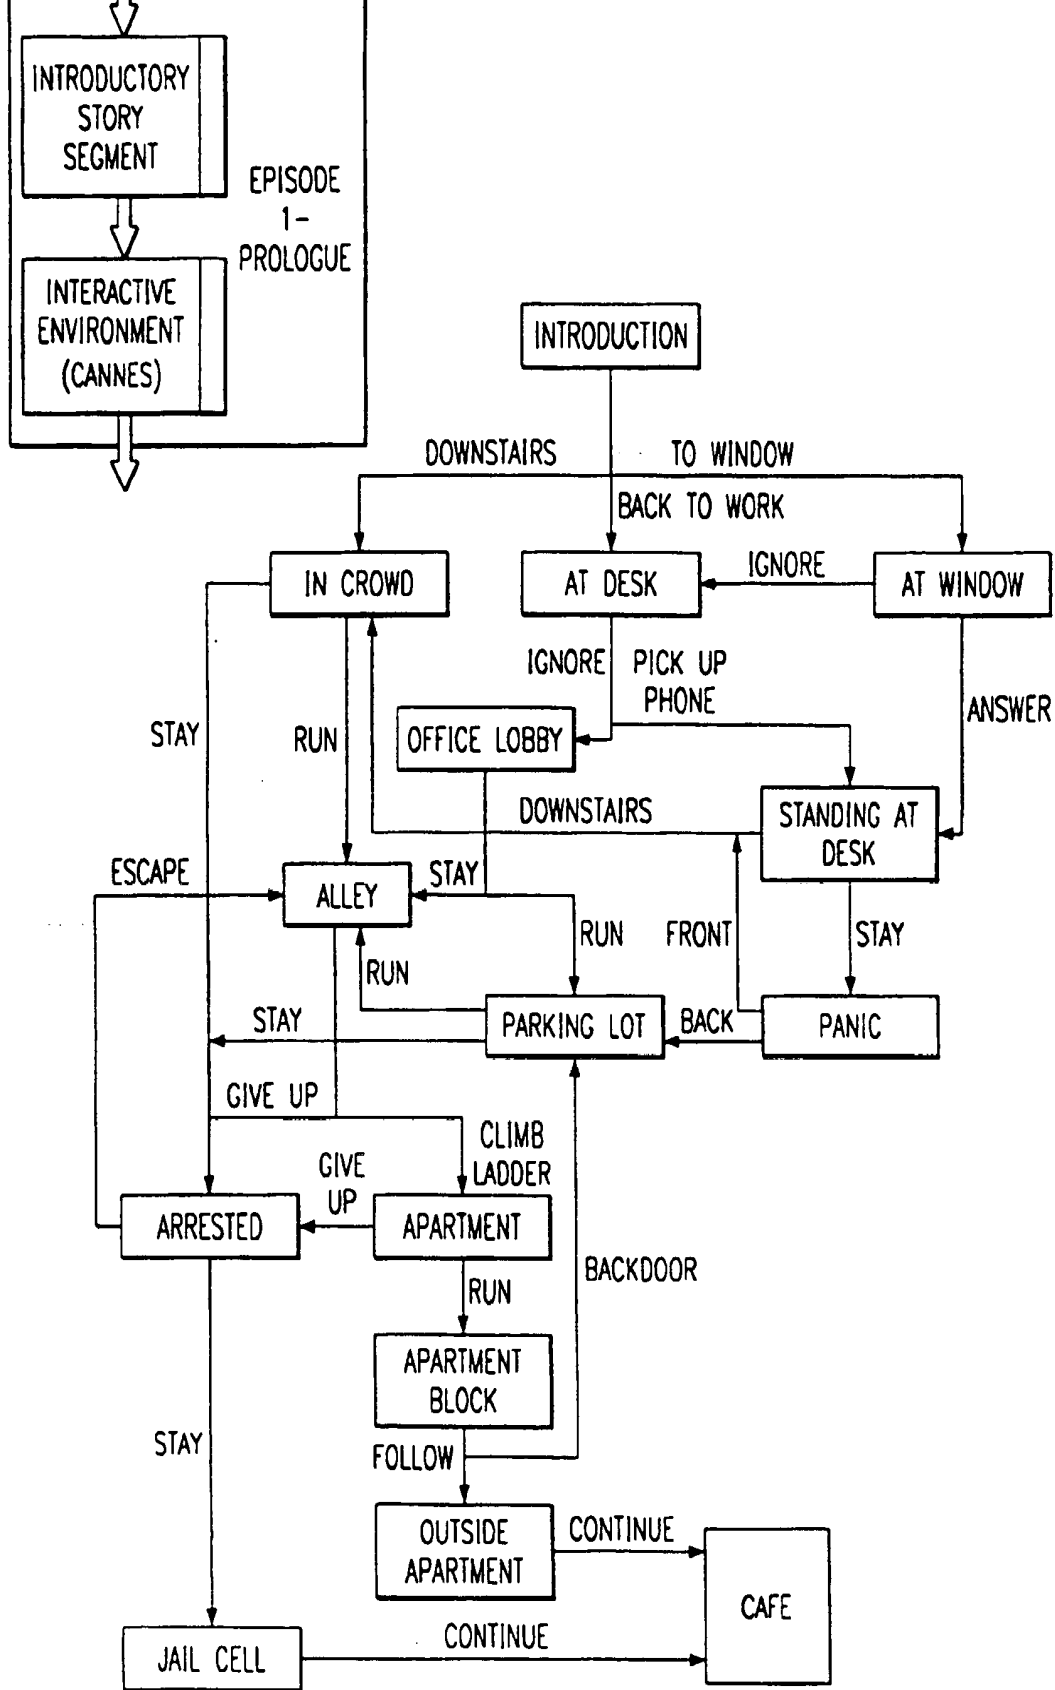 INTRODUCTORY
STORY
SEGMENT
EPISODE
1-
PROLOGUE
INTERACTIVE
ENVIRONMENT
(CANNES)
INTRODUCTION
DOWNSTAIRS
TO WINDOW
BACK TO WORK
IN CROWD
AT DESK
IGNORE
AT WINDOW
IGNORE
PICK UP
PHONE
ANSWER
STAY
RUN
OFFICE LOBBY
DOWNSTAIRS
STANDING AT
DESK
ESCAPE
ALLEY
STAY
RUN
FRONT
STAY
RUN
STAY
PARKING LOT
BACK
PANIC
GIVE UP
CLIMB
LADDER
GIVE
UP
ARRESTED
APARTMENT
BACKDOOR
RUN
APARTMENT
BLOCK
STAY
FOLLOW
OUTSIDE
APARTMENT
CONTINUE
CAFE
JAIL CELL
CONTINUE